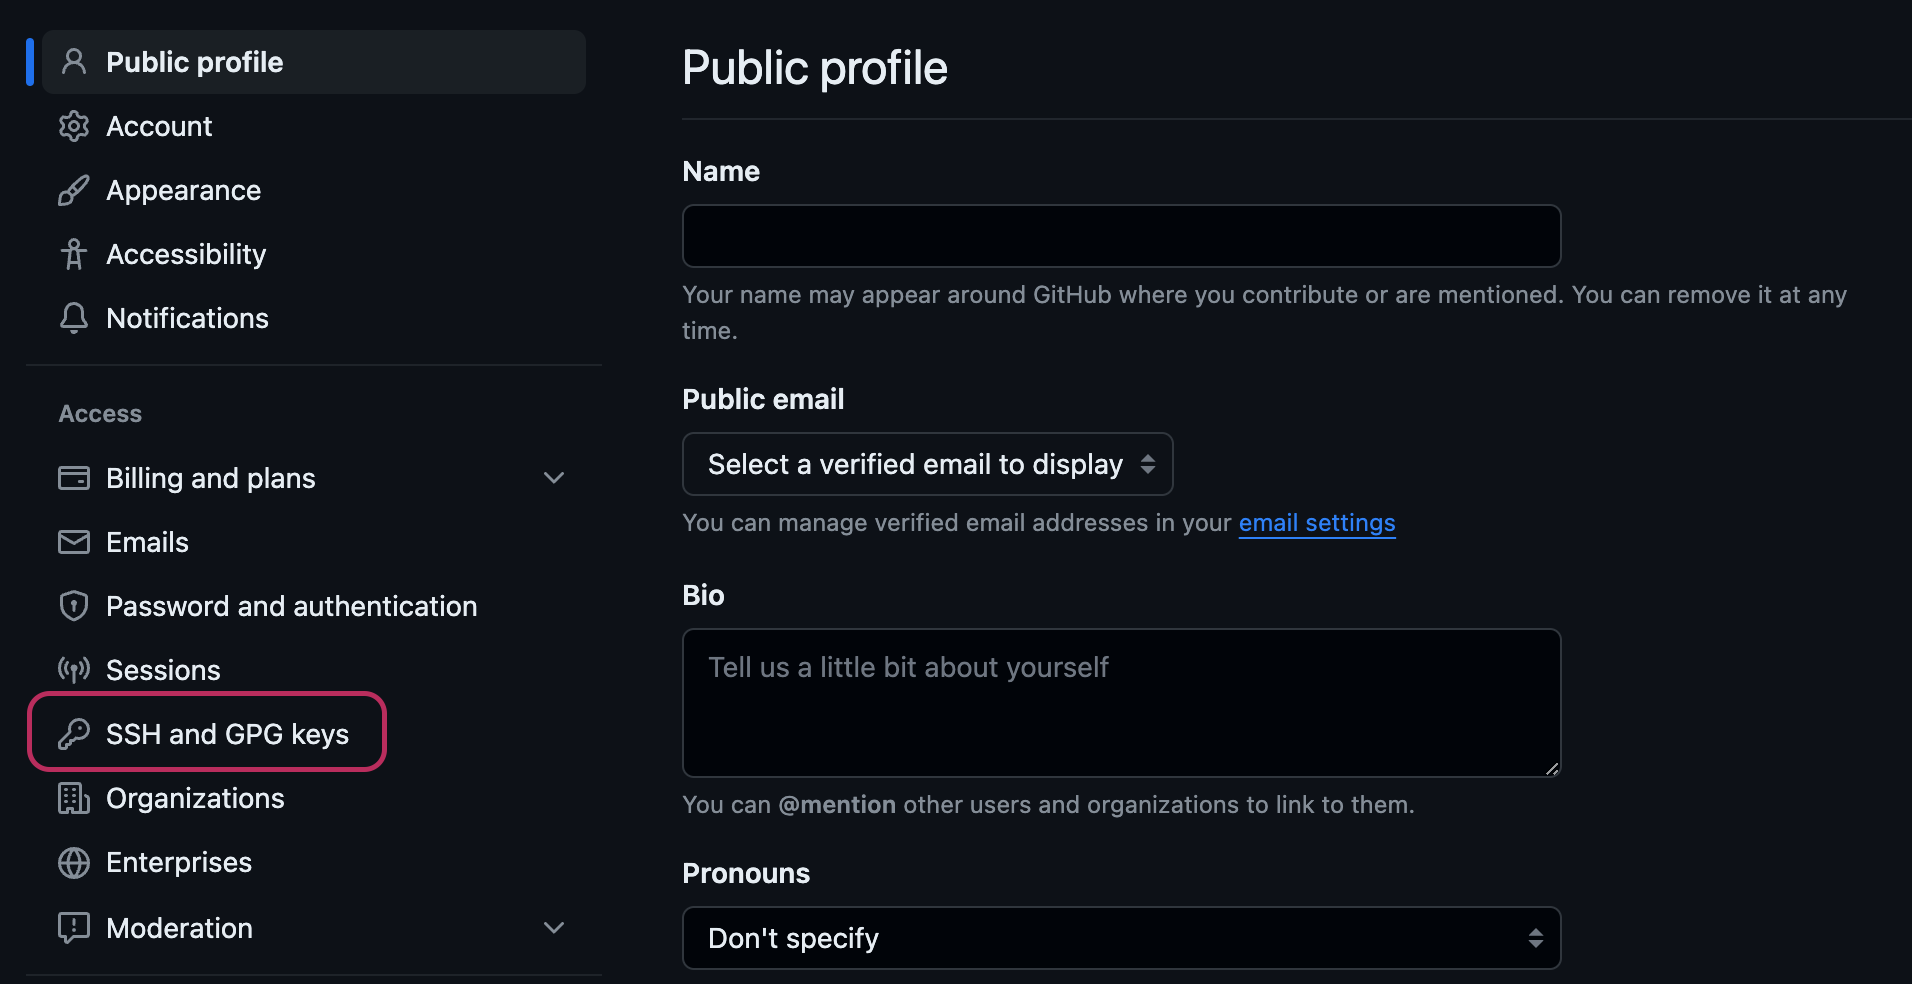 Public profile
Account
Appearance
Accessibility
Notifications
Access
Billing and plans
Emails
Password and authentication
Sessions
SSH and GPG keys
Organizations
Enterprises
Moderation
Public profile
Name
Your name may appear around GitHub where you contribute or are mentioned. You can remove it at any
time.
Public email
Select a verified email to display
You can manage verified email addresses in your email settings
Bio
Tell us a little bit about yourself
You can @mention other users and organizations to link to them.
Pronouns
Don't specify